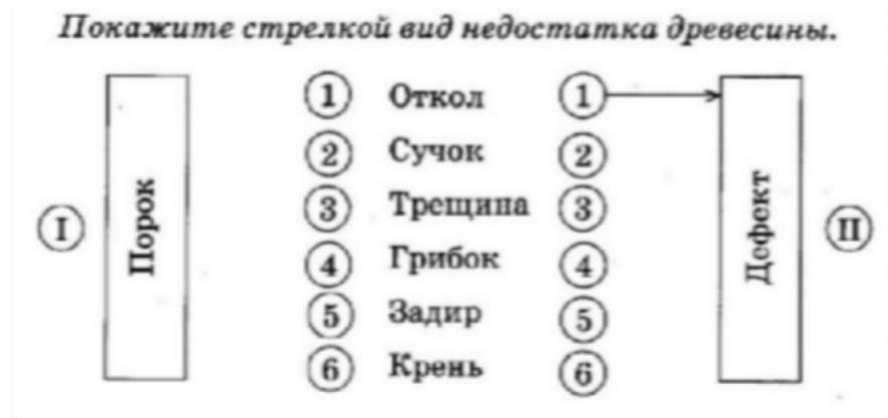 Покажите стрелкой вид недостатка древесины.
1 Откол 1
2 Сучок 2
I Порок 3 Трещина 3 Дефект II
4 Грибок 4
5 Задир 5
6 Крень 6